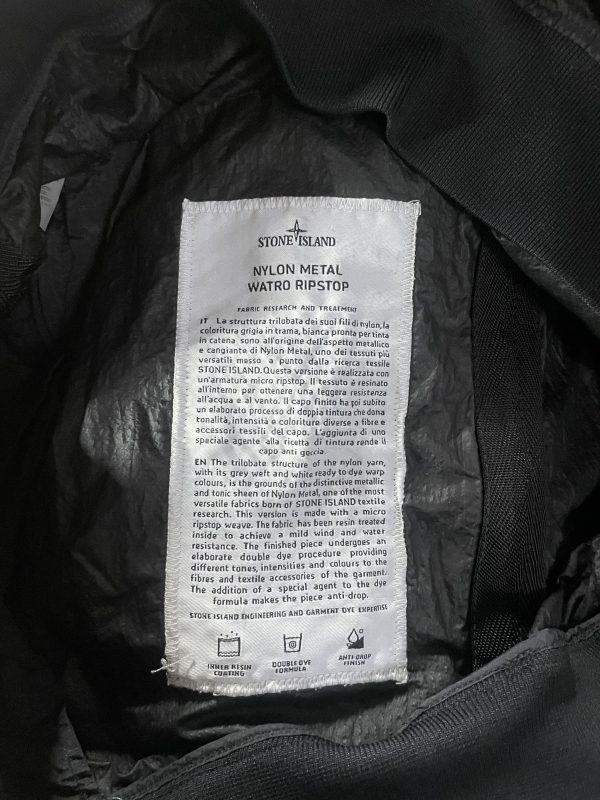 STONE ISLAND
NYLON METAL
WATRO RIPSTOP
FABRIC RESEARCH AND TREATMENT
IT La struttura trilobata dei suoi fili di nylon,la
coloritura grigia in trama, bianca pronta per tinta
in catena sono all'origine dell'aspetto metallico
e cangiante di Nylon Metal, uno dei tessuti più
versatili messo a punto dalla ricerca tessile
STONE ISLAND.Questa versione è realizzata con
un'armatura micro ripstop. Il tessuto è resinato
all'interno per ottenere una leggera resistenza
all'acqua e al vento. Il capo finito ha poi subito
un elaborato processo di doppia tintura che dona
tonalità, intensità e coloriture diverse a fibre e
accessori tessili del capo. L'aggiunta di uno
speciale agente alla ricetta di tintura rende il
capo anti goccia.
EN The trilobate structure of the nylon yarn,
with its grey weft and white ready to dye warp
colours, is the grounds of the distinctive metallic
and tonic sheen of Nylon Metal, one of the most
versatile fabrics born of STONE ISLAND textile
research. This version is made with a micro
ripstop weave. The fabric has been resin treated
inside to achieve a mild wind and water
resistance. The finished piece undergoes an
elaborate double dye procedure providing
different tones, intensities and colours to the
fibres and textile accessories of the garment.
The addition of a special agent to the dye
formula makes the piece anti-drop.
STONE ISLAND ENGINEERING AND GARMENT DYE EXPERTISE
INNER RESIN
COATING
DOUBLE DYE
FORMULA
ANTI-DROP
FINISH